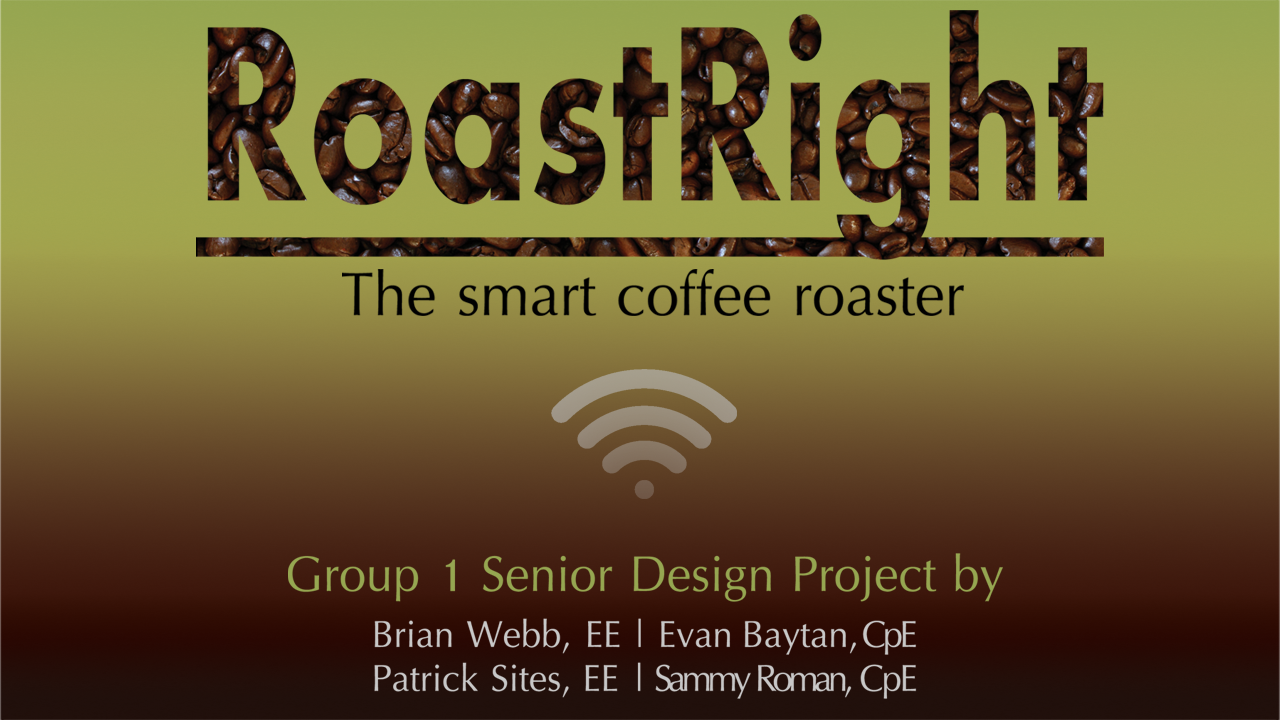 RoastRight
The smart coffee roaster
Group 1 Senior Design Project by
Brian Webb, EE | Evan Baytan, CpE
Patrick Sites, EE | Sammy Roman, CpE